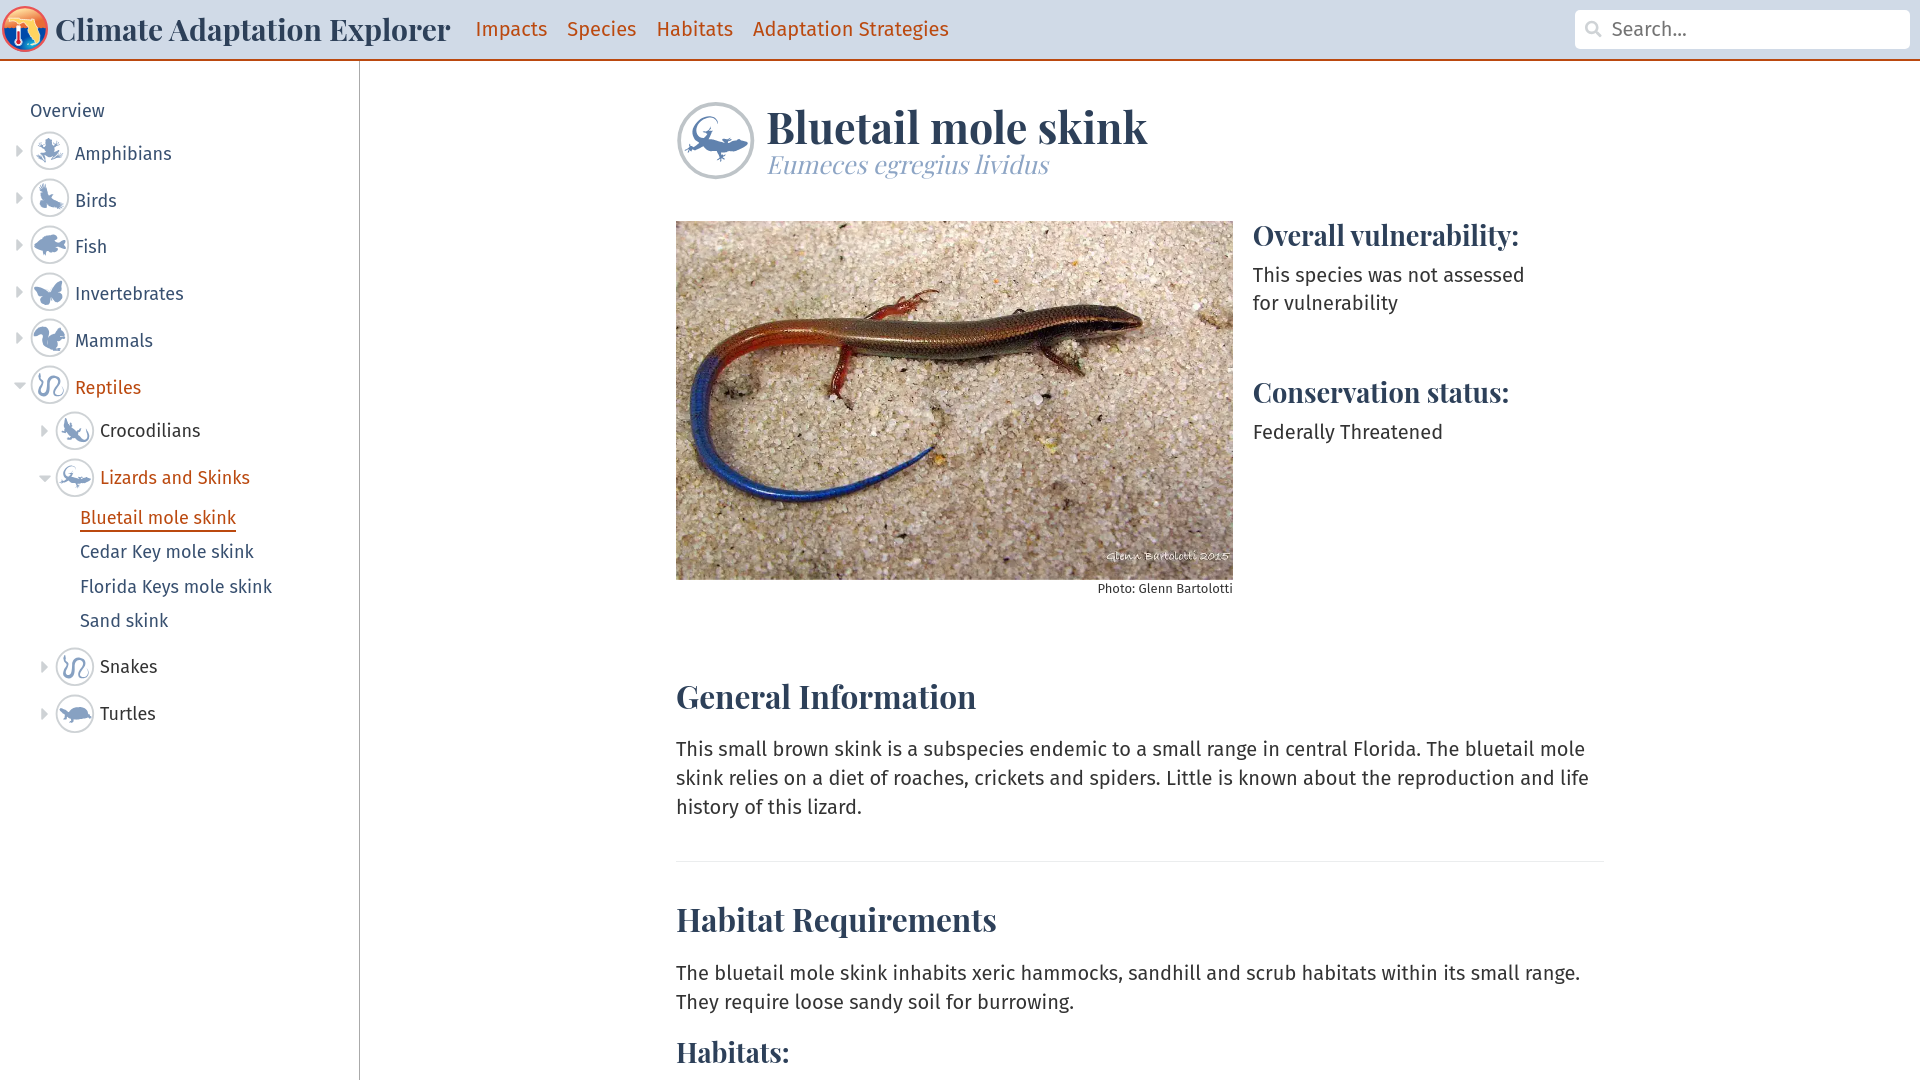 Climate Adaptation Explorer
Impacts
Species
Habitats
Adaptation Strategies
Search...
Overview
Amphibians
Birds
Fish
Invertebrates
Mammals
Reptiles
Crocodilians
Lizards and Skinks
Bluetail mole skink
Cedar Key mole skink
Florida Keys mole skink
Sand skink
Snakes
Turtles
Bluetail mole skink
Eumeces egregius lividus
Glenn Bartolotti 2015
Photo: Glenn Bartolotti
Overall vulnerability:
This species was not assessed
for vulnerability
Conservation status:
Federally Threatened
General Information
This small brown skink is a subspecies endemic to a small range in central Florida. The bluetail mole
skink relies on a diet of roaches, crickets and spiders. Little is known about the reproduction and life
history of this lizard.
Habitat Requirements
The bluetail mole skink inhabits xeric hammocks, sandhill and scrub habitats within its small range.
They require loose sandy soil for burrowing.
Habitats: